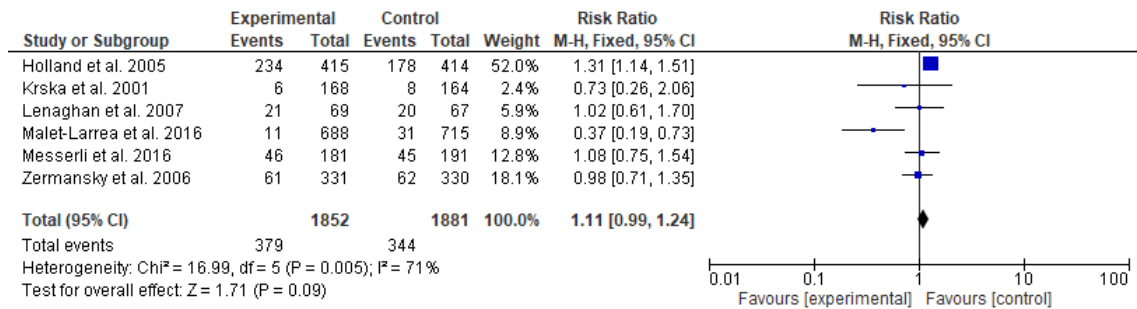 Experimental Control Risk Ratio Risk Ratio
Study or Subgroup Events Total Events Total Weight M-H, Fixed, 95% CI M-H, Fixed, 95% CI
Holland et al. 2005 234 415 178 414 52.0% 1.31 [1.14, 1.51]
Krska et al. 2001 6 168 8 164 2.4% 0.73 [0.26, 2.06]
Lenaghan et al. 2007 21 69 20 67 5.9% 1.02 [0.61, 1.70]
Malet-Larrea et al. 2016 11 688 31 715 8.9% 0.37 [0.19, 0.73]
Messerli et al. 2016 46 181 45 191 12.8% 1.08 [0.75, 1.54]
Zermansky et al. 2006 61 331 62 330 18.1% 0.98 [0.71, 1.35]
Total (95% CI) 1852 1881 100.0% 1.11 [0.99, 1.24]
Total events 379 344
Heterogeneity: Chi² = 16.99, df = 5 (P = 0.005); I² = 71%
Test for overall effect: Z = 1.71 (P = 0.09)
0.01 0.1 1 10 100
Favours [experimental] Favours [control]